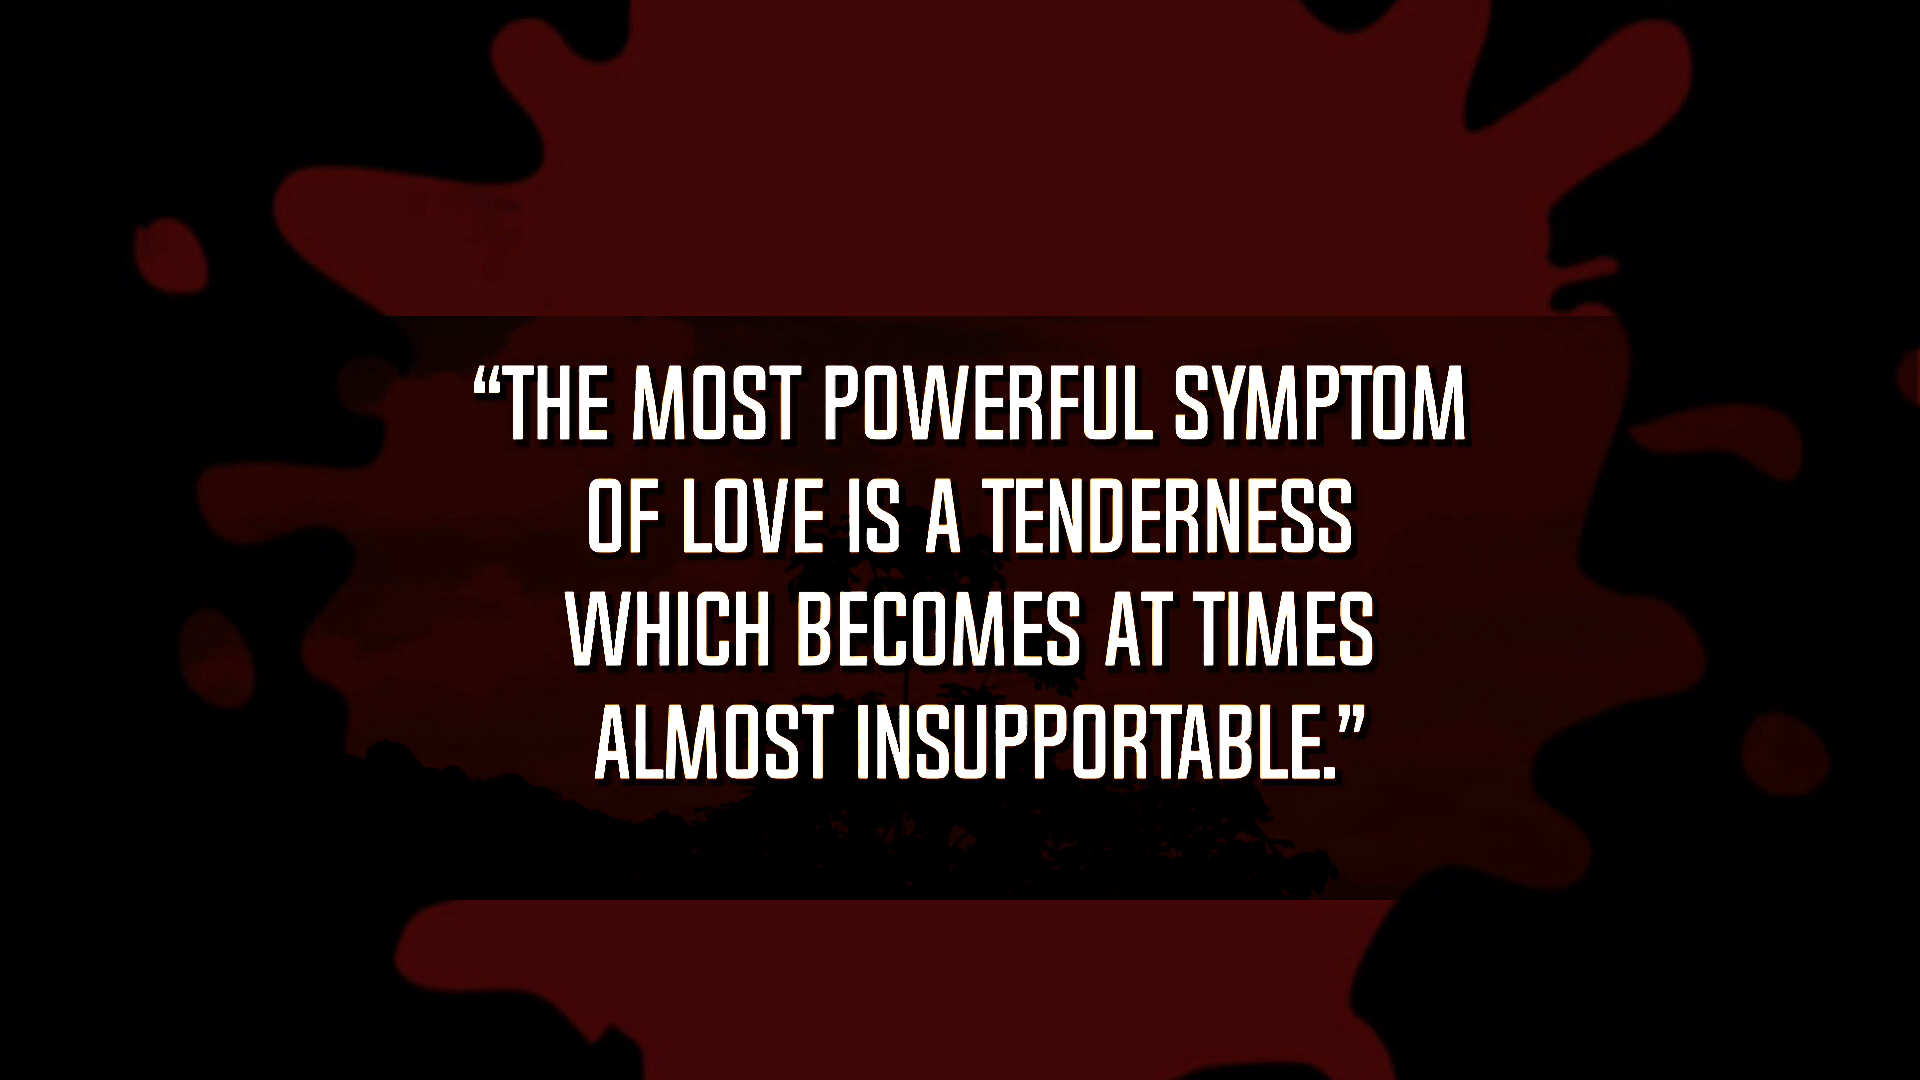 “THE MOST POWERFUL SYMPTOM
OF LOVE IS A TENDERNESS
WHICH BECOMES AT TIMES
ALMOST INSUPPORTABLE.”